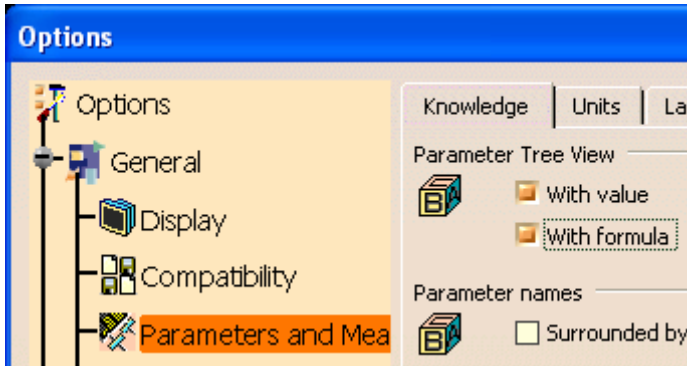 Options
Options
General
Display
Compatibility
Parameters and Mea
Knowledge Units La
Parameter Tree View
With value
With formula
Parameter names
Surrounded by